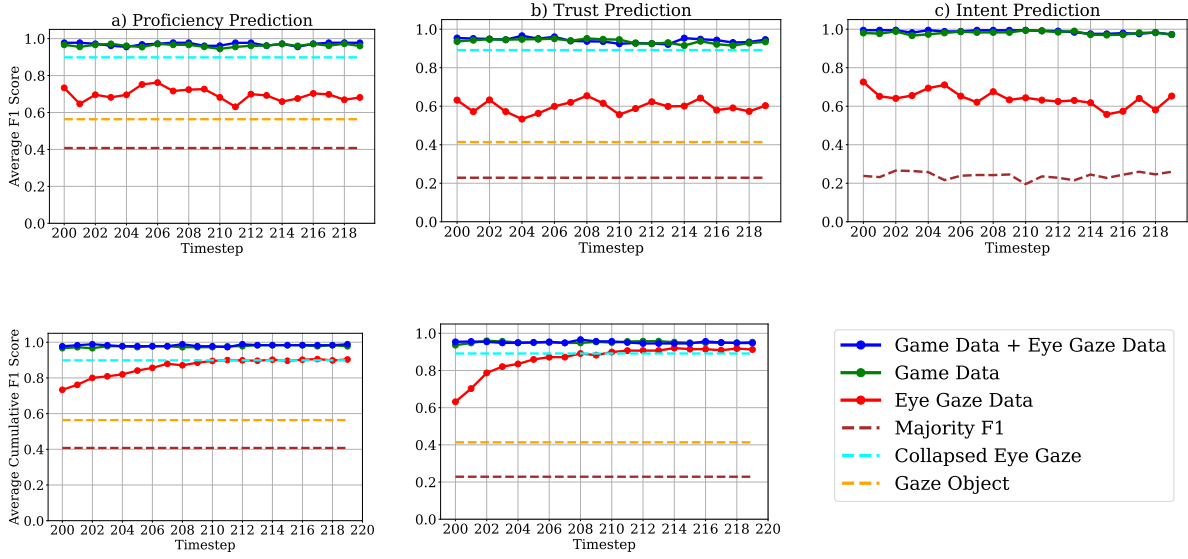 a) Proficiency Prediction
Average F1 Score
1.0
0.8
0.6
0.4
0.2
0.0
200 202 204 206 208 210 212 214 216 218
Timestep
b) Trust Prediction
1.0
0.8
0.6
0.4
0.2
0.0
200 202 204 206 208 210 212 214 216 218
Timestep
c) Intent Prediction
1.0
0.8
0.6
0.4
0.2
0.0
200 202 204 206 208 210 212 214 216 218
Timestep
Average Cumulative F1 Score
1.0
0.8
0.6
0.4
0.2
0.0
200 202 204 206 208 210 212 214 216 218 220
Timestep
1.0
0.8
0.6
0.4
0.2
0.0
200 202 204 206 208 210 212 214 216 218 220
Timestep
Game Data + Eye Gaze Data
Game Data
Eye Gaze Data
Majority F1
Collapsed Eye Gaze
Gaze Object